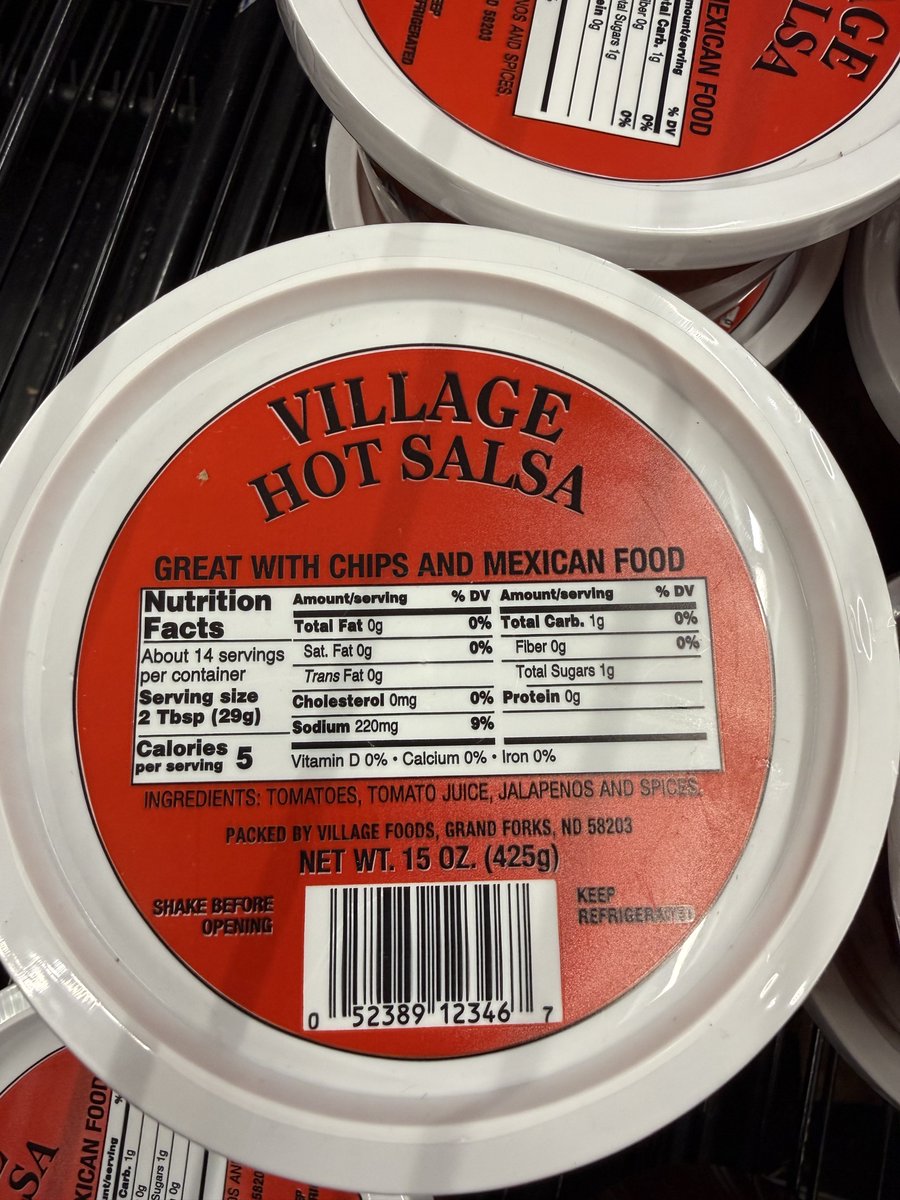 MEXICAN FOOD
% DV
0%
0%
VILLAGE
HOT SALSA
GREAT WITH CHIPS AND MEXICAN FOOD
Nutrition
Facts
About 14 servings
per container
Serving size
2 Tbsp (29g)
Calories
per serving 5
Amount/serving % DV
Total Fat 0g 0%
Sat. Fat 0g 0%
Trans Fat 0g
Cholesterol 0mg 0%
Sodium 220mg 9%
Amount/serving % DV
Total Carb. 1g 0%
Fiber 0g 0%
Total Sugars 1g
Protein 0g
Vitamin D 0% • Calcium 0% • Iron 0%
INGREDIENTS: TOMATOES, TOMATO JUICE, JALAPENOS AND SPICES.
PACKED BY VILLAGE FOODS, GRAND FORKS, ND 58203
NET WT. 15 OZ. (425g)
SHAKE BEFORE
OPENING
KEEP
REFRIGERATED
0 52389 12346 7